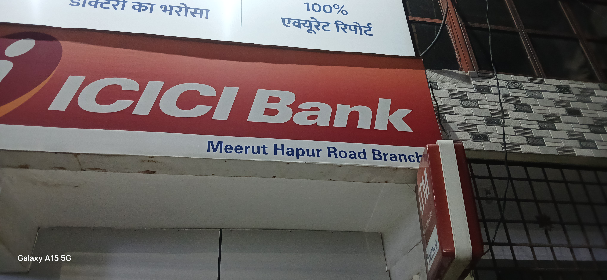 डॉक्टरों का भरोसा
100%
एक्यूरेट रिपोर्ट
ICICI Bank
Meerut Hapur Road Branch
Galaxy A15 5G